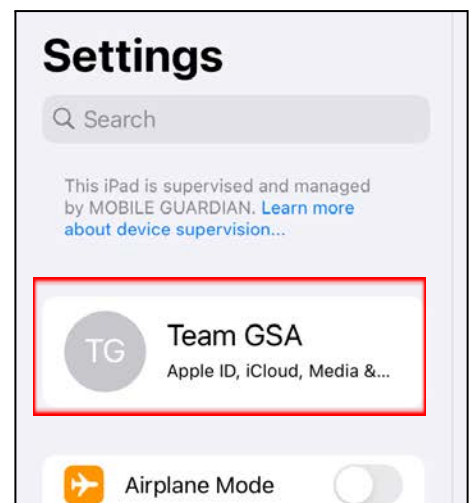 Settings
Search
This iPad is supervised and managed
by MOBILE GUARDIAN. Learn more
about device supervision...
TG
Team GSA
Apple ID, iCloud, Media &...
Airplane Mode